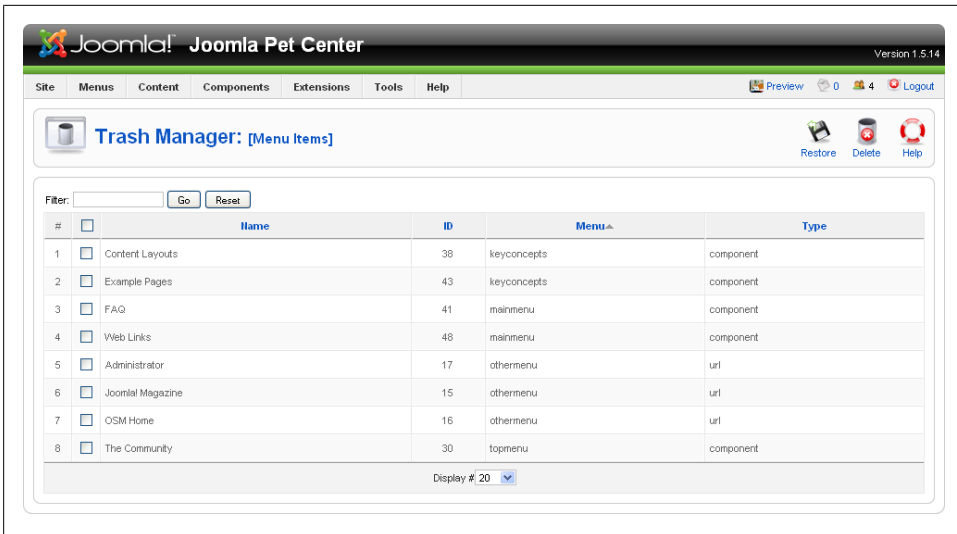 Joomla! Joomla Pet Center
Version 1.5.14
Site Menus Content Components Extensions Tools Help Preview 0 4 Logout
Trash Manager: [Menu Items]
Restore Delete Help
Filter: Go Reset
# Name ID Menu Type
1 Content Layouts 38 keyconcepts component
2 Example Pages 43 keyconcepts component
3 FAQ 41 mainmenu component
4 Web Links 48 mainmenu component
5 Administrator 17 othermenu url
6 Joomla! Magazine 15 othermenu url
7 OSM Home 16 othermenu url
8 The Community 30 topmenu component
Display # 20